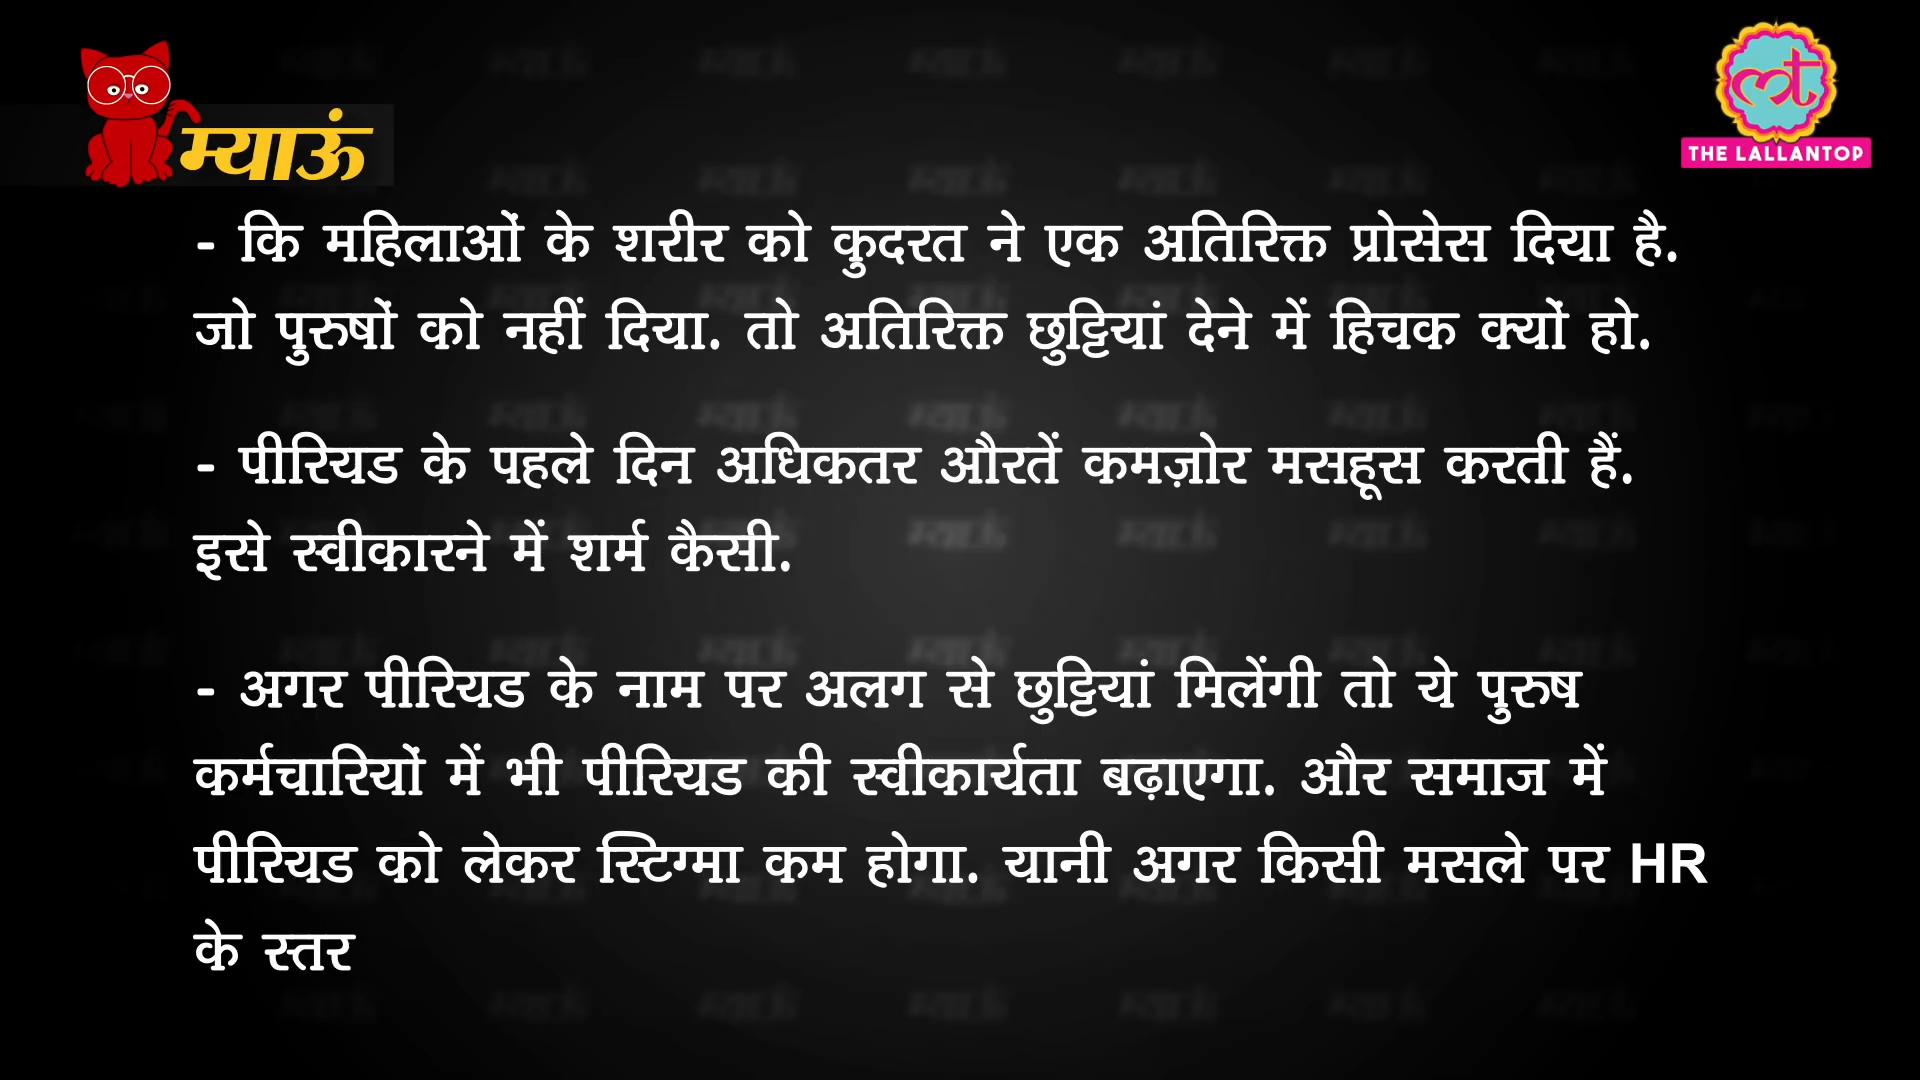 म्याऊं
लT
THE LALLANTOP
- कि महिलाओं के शरीर को कुदरत ने एक अतिरिक्त प्रोसेस दिया है.
जो पुरुषों को नहीं दिया. तो अतिरिक्त छुट्टियां देने में हिचक क्यों हो.
- पीरियड के पहले दिन अधिकतर औरतें कमज़ोर मसहूस करती हैं.
इसे स्वीकारने में शर्म कैसी.
- अगर पीरियड के नाम पर अलग से छुट्टियां मिलेंगी तो ये पुरुष
कर्मचारियों में भी पीरियड की स्वीकार्यता बढ़ाएगा. और समाज में
पीरियड को लेकर स्टिग्मा कम होगा. यानी अगर किसी मसले पर HR
के स्तर